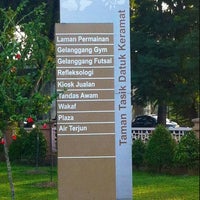 Laman Permainan
Gelanggang Gym
Gelanggang Futsal
Refleksologi
Kiosk Jualan
Tandas Awam
Wakaf
Plaza
Air Terjun
Taman Tasik Datuk Keramat